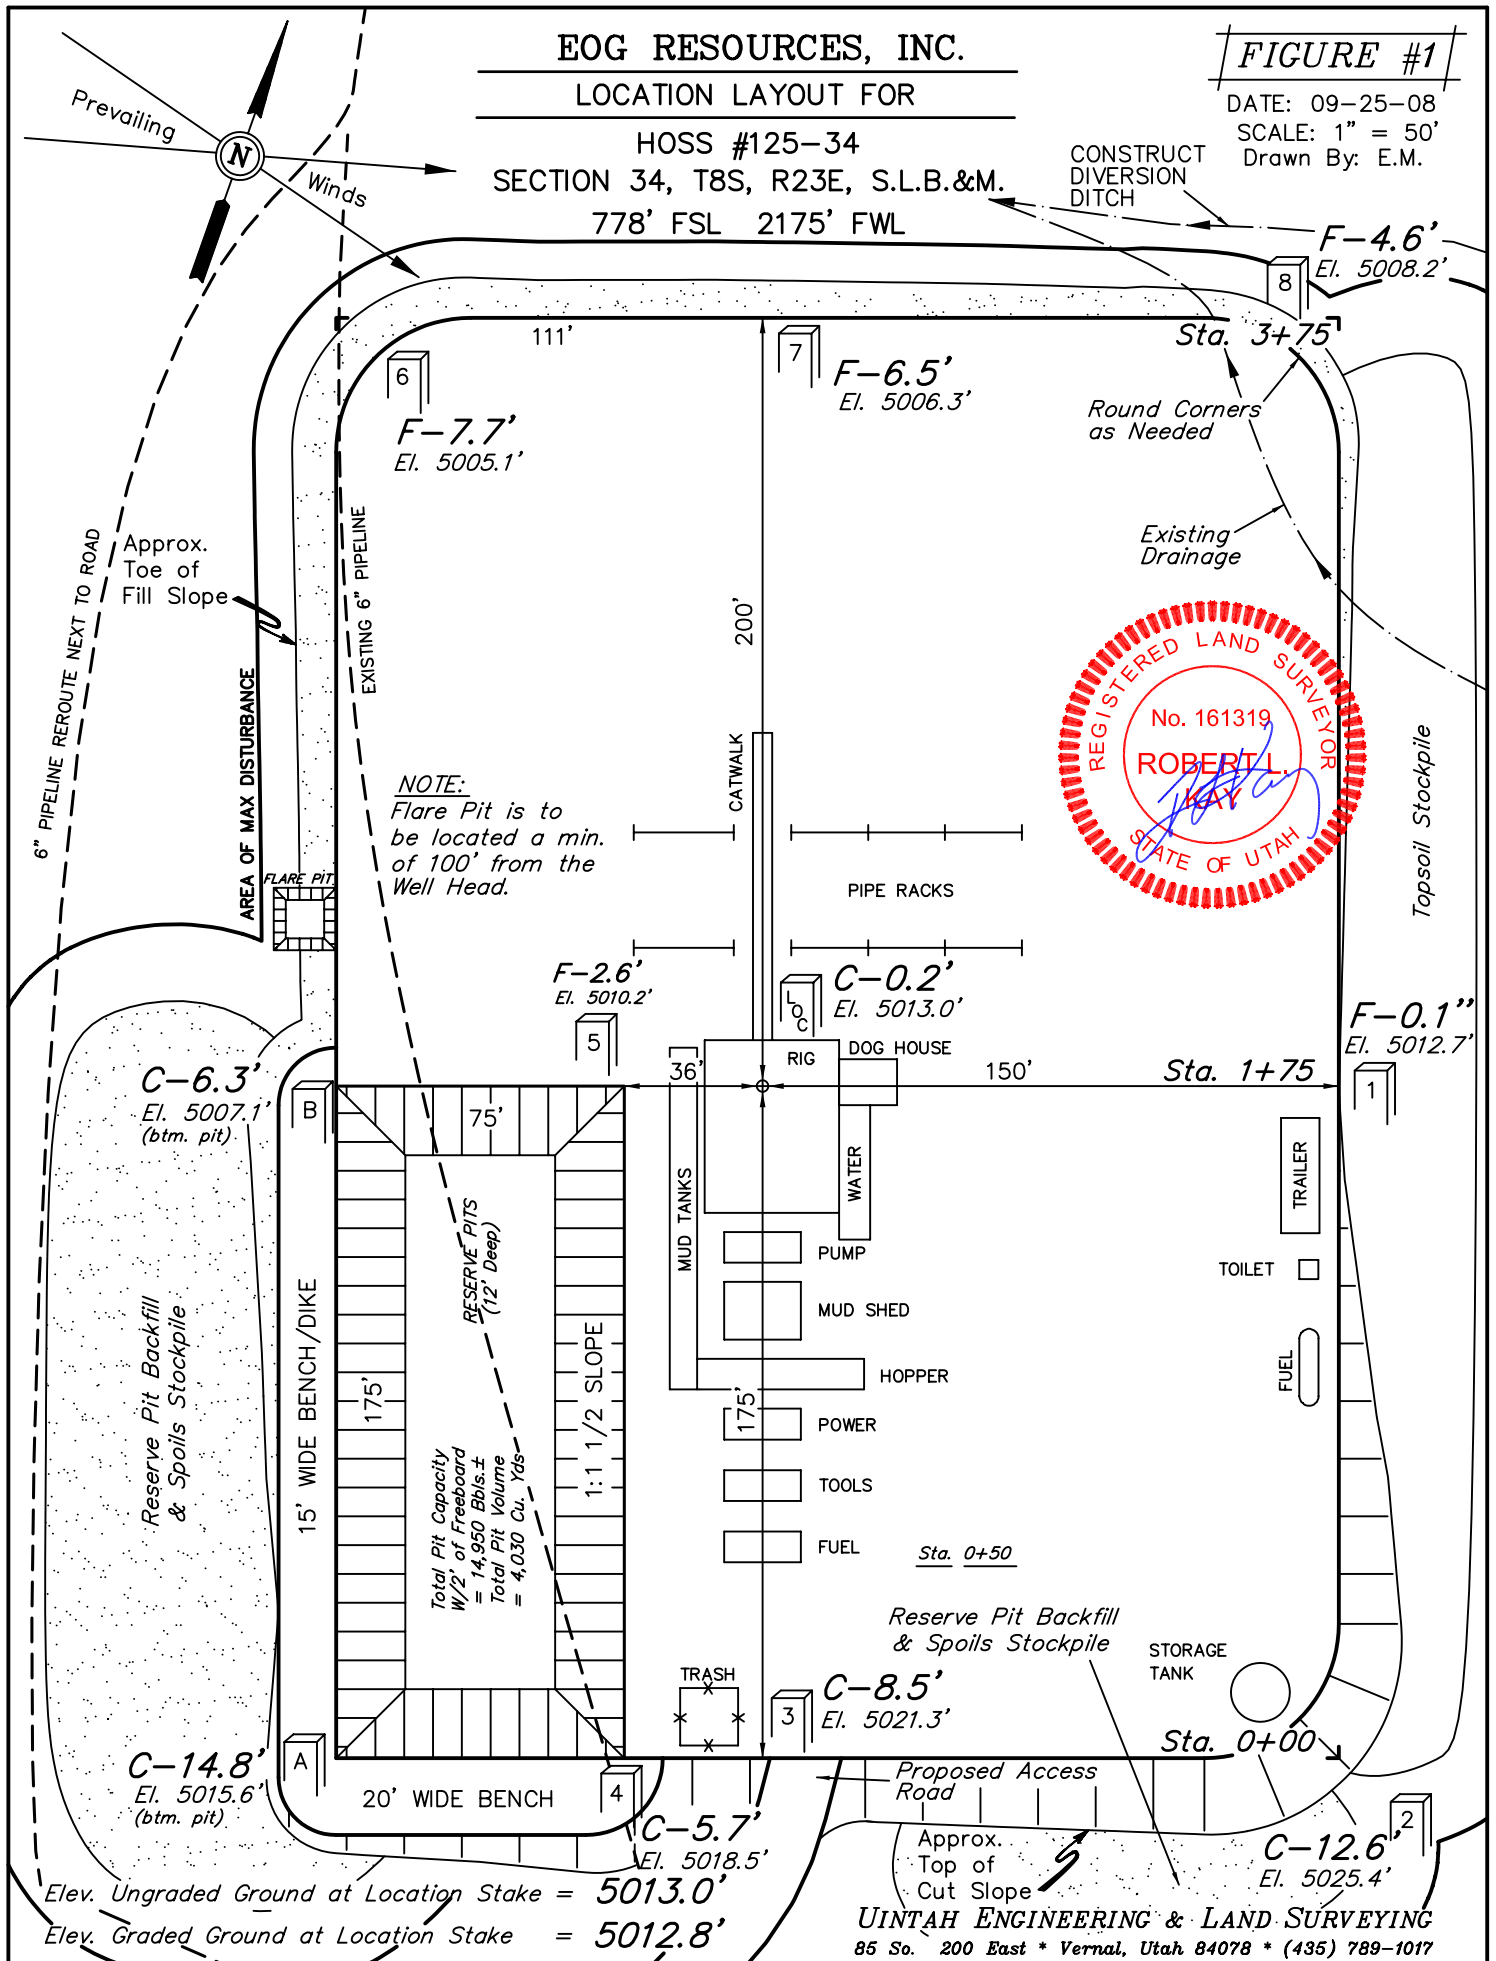 EOG RESOURCES, INC.
LOCATION LAYOUT FOR
HOSS #125-34
SECTION 34, T8S, R23E, S.L.B.&M.
778' FSL 2175' FWL
FIGURE #1
DATE: 09-25-08
SCALE: 1" = 50'
Drawn By: E.M.
Prevailing
N
Winds
CONSTRUCT
DIVERSION
DITCH
F-4.6'
El. 5008.2'
8
Sta. 3+75
111'
6
7
F-6.5'
El. 5006.3'
F-7.7'
El. 5005.1'
Round Corners
as Needed
Existing
Drainage
Approx.
Toe of
Fill Slope
6" PIPELINE REROUTE NEXT TO ROAD
EXISTING 6" PIPELINE
AREA OF MAX DISTURBANCE
200'
REGISTERED LAND SURVEYOR
No. 161319
ROBERT L.
KAY
STATE OF UTAH
Topsoil Stockpile
CATWALK
NOTE:
Flare Pit is to
be located a min.
of 100' from the
Well Head.
FLARE PIT
PIPE RACKS
F-2.6'
El. 5010.2'
5
LOC
C-0.2'
El. 5013.0'
F-0.1"
El. 5012.7'
1
RIG
DOG HOUSE
36'
150'
Sta. 1+75
C-6.3'
El. 5007.1'
(btm. pit)
B
75'
MUD TANKS
WATER
TRAILER
RESERVE PITS
(12' Deep)
PUMP
TOILET
MUD SHED
FUEL
HOPPER
Reserve Pit Backfill
& Spoils Stockpile
15' WIDE BENCH/DIKE
175'
1:1 1/2 SLOPE
175'
POWER
TOOLS
FUEL
Total Pit Capacity
W/2' of Freeboard
= 14,950 Bbls.±
Total Pit Volume
= 4,030 Cu. Yds
Sta. 0+50
Reserve Pit Backfill
& Spoils Stockpile
STORAGE
TANK
TRASH
3
C-8.5'
El. 5021.3'
Sta. 0+00
A
C-14.8'
El. 5015.6'
(btm. pit)
20' WIDE BENCH
4
C-5.7'
El. 5018.5'
Proposed Access
Road
2
C-12.6'
El. 5025.4'
Approx.
Top of
Cut Slope
Elev. Ungraded Ground at Location Stake = 5013.0'
Elev. Graded Ground at Location Stake = 5012.8'
UINTAH ENGINEERING & LAND SURVEYING
85 So. 200 East * Vernal, Utah 84078 * (435) 789-1017